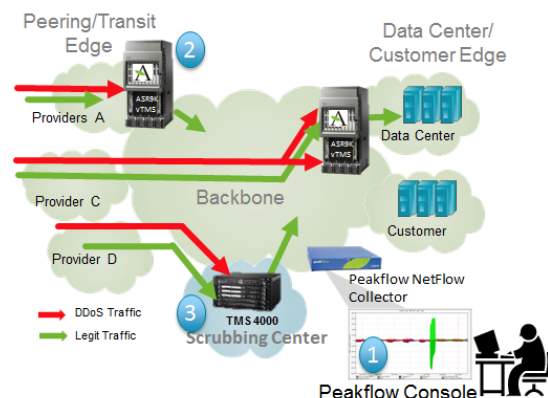 Peering/Transit
Edge
2
Data Center/
Customer Edge
A
ASR9K
vTMS
Providers A
A
ASR9K
vTMS
Data Center
Backbone
Provider C
Customer
Provider D
Peakflow NetFlow
Collector
3
TMS 4000
Scrubbing Center
DDoS Traffic
Legit Traffic
1
Peakflow Console